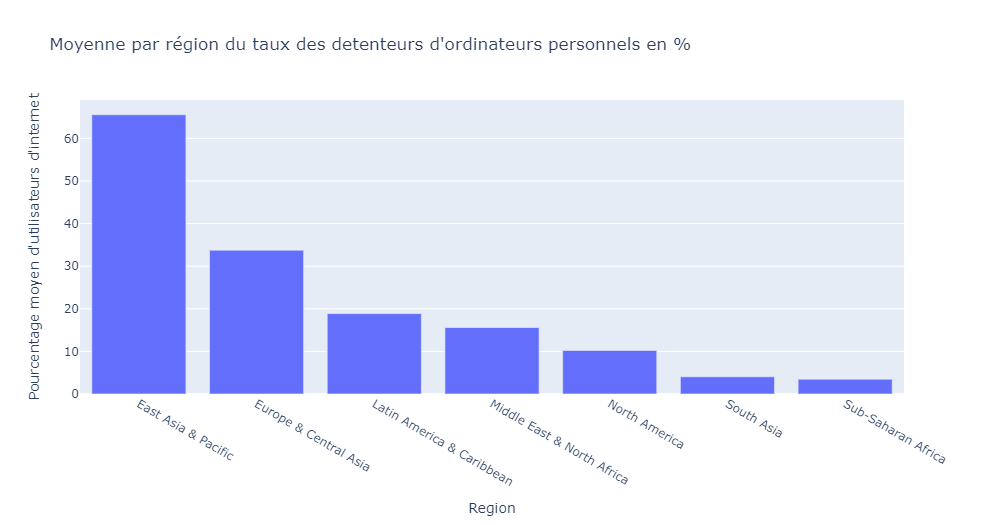 Moyenne par région du taux des detenteurs d'ordinateurs personnels en %
Pourcentage moyen d'utilisateurs d'internet
60
50
40
30
20
10
0
East Asia & Pacific
Europe & Central Asia
Latin America & Caribbean
Middle East & North Africa
North America
South Asia
Sub-Saharan Africa
Region